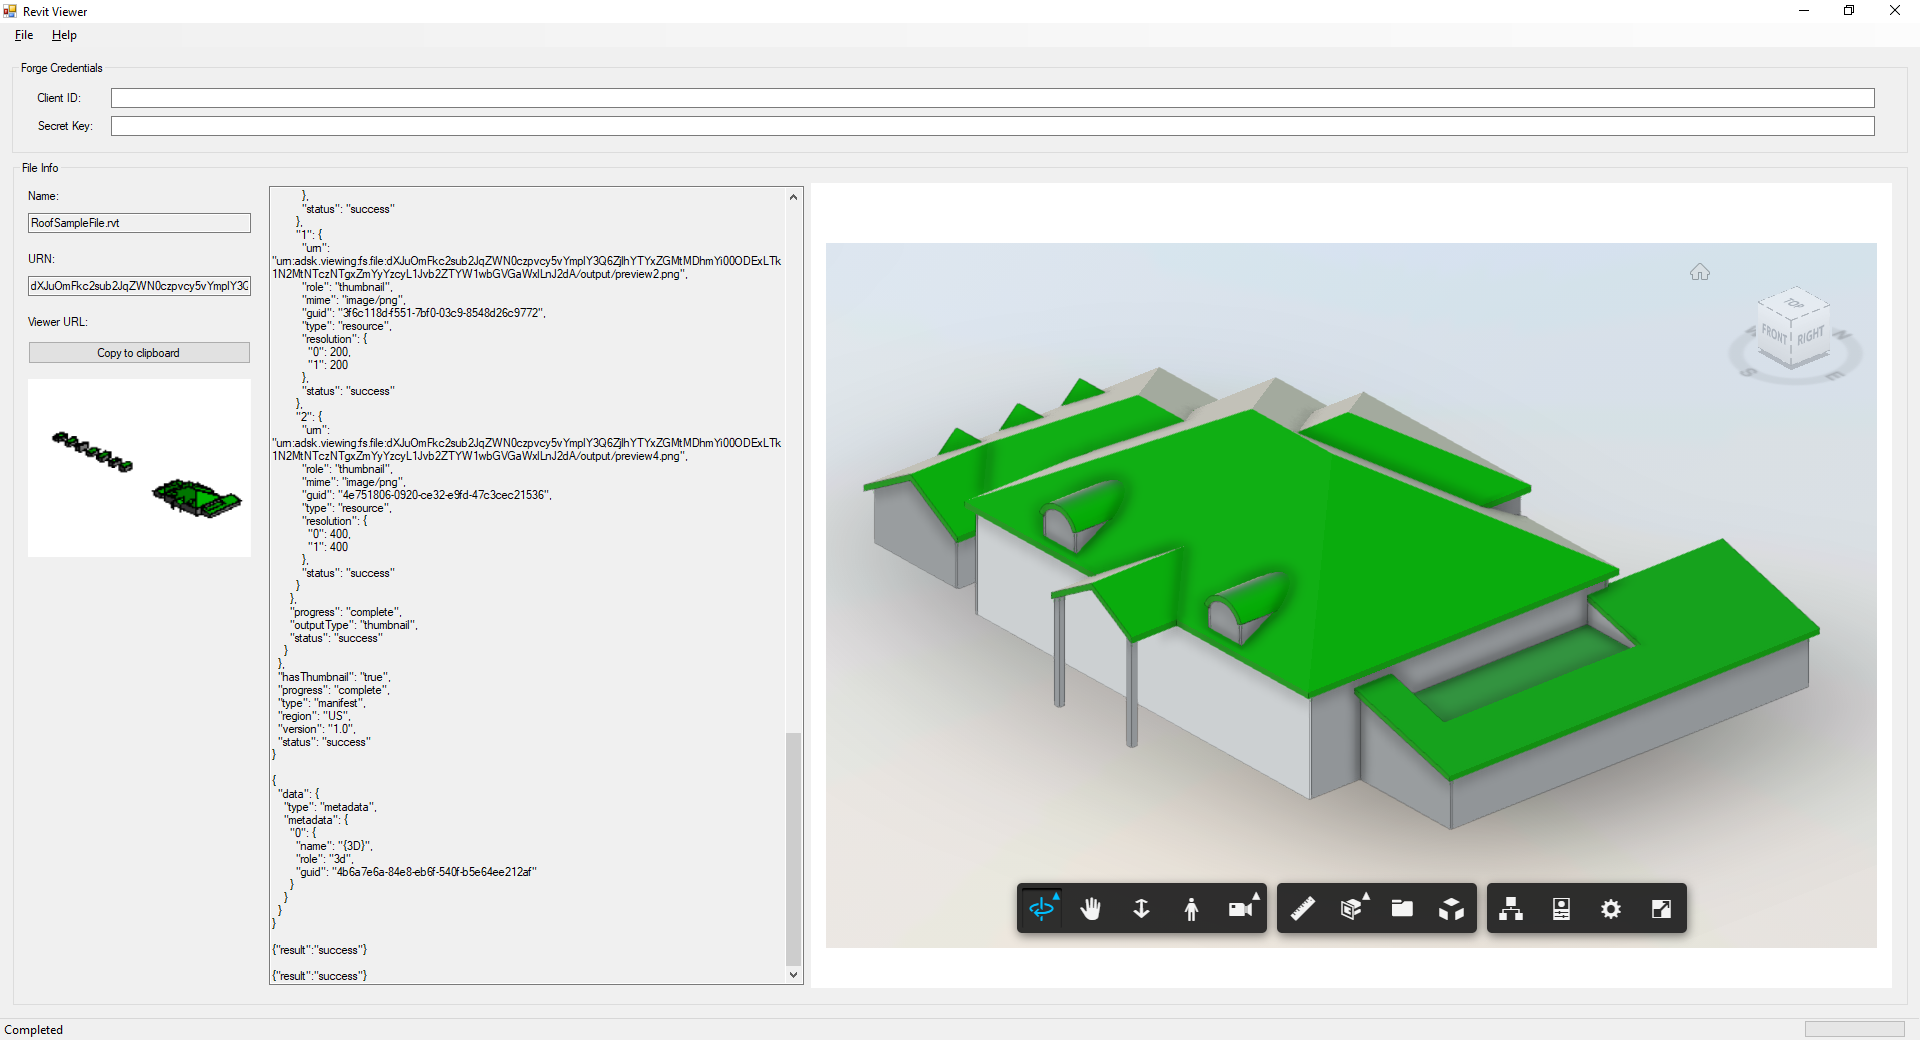 Revit Viewer
File Help
Forge Credentials
Client ID:
Secret Key:
File Info
Name:
RoofSampleFile.rvt
URN:
dXJuOmFkc2sub2JqZWN0czpvcy5vYmplY3Q
Viewer URL:
Copy to clipboard
},
"status": "success"
},
"1": {
"urn":
"urn:adsk.viewing:fs.file:dXJuOmFkc2sub2JqZWN0czpvcy5vYmplY3Q6ZjlhYTYxZGMtMDhmYi00ODExLTk
1N2MtNTczNTgxZmYyYzcyL1Jvb2ZTYW1wbGVGaWxlLnJ2dA/output/preview2.png",
"role": "thumbnail",
"mime": "image/png",
"guid": "3f6c118d-f551-7bf0-03c9-8548d26c9772",
"type": "resource",
"resolution": {
"0": 200,
"1": 200
},
"status": "success"
},
"2": {
"urn":
"urn:adsk.viewing:fs.file:dXJuOmFkc2sub2JqZWN0czpvcy5vYmplY3Q6ZjlhYTYxZGMtMDhmYi00ODExLTk
1N2MtNTczNTgxZmYyYzcyL1Jvb2ZTYW1wbGVGaWxlLnJ2dA/output/preview4.png",
"role": "thumbnail",
"mime": "image/png",
"guid": "4e751806-0920-ce32-e9fd-47c3cec21536",
"type": "resource",
"resolution": {
"0": 400,
"1": 400
},
"status": "success"
}
},
"progress": "complete",
"outputType": "thumbnail",
"status": "success"
}
},
"hasThumbnail": "true",
"progress": "complete",
"type": "manifest",
"region": "US",
"version": "1.0",
"status": "success"
}
{
"data": {
"type": "metadata",
"metadata": {
"0": {
"name": "{3D}",
"role": "3d",
"guid": "4b6a7e6a-84e8-eb6f-540f-b5e64ee212af"
}
}
}
}
{"result":"success"}
{"result":"success"}
TOP
FRONT RIGHT
N
S E
Completed